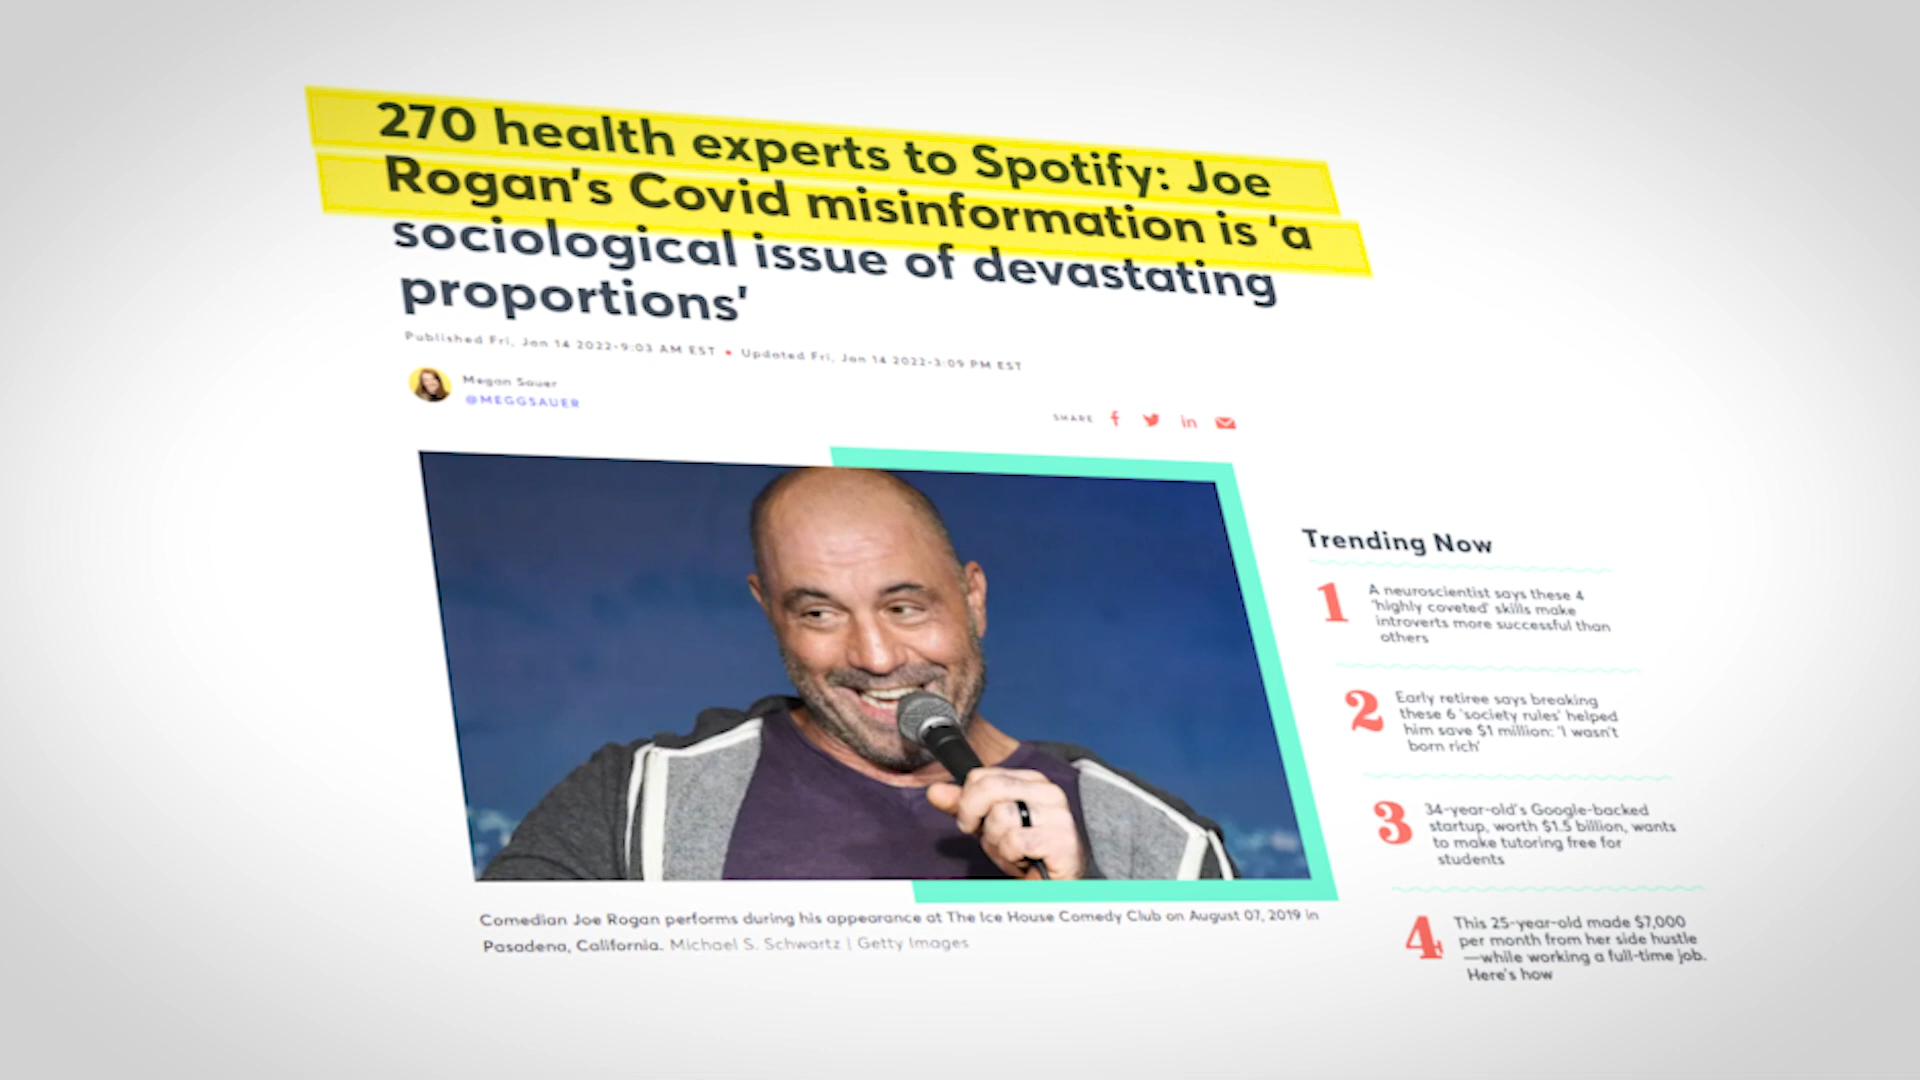 270 health experts to Spotify: Joe
Rogan's Covid misinformation is 'a
sociological issue of devastating
proportions'
Published Fri, Jan 14 2022•9:03 AM EST • Updated Fri, Jan 14 2022•3:09 PM EST
Megan Sauer
@MEGGSAUER
SHARE
Comedian Joe Rogan performs during his appearance at The Ice House Comedy Club on August 07, 2019 in
Pasadena, California. Michael S. Schwartz | Getty Images
Trending Now
1
A neuroscientist says these 4
'highly coveted' skills make
introverts more successful than
others
2
Early retiree says breaking
these 6 'society rules' helped
him save $1 million: 'I wasn't
born rich'
3
34-year-old's Google-backed
startup, worth $1.5 billion, wants
to make tutoring free for
students
4
This 25-year-old made $7,000
per month from her side hustle
—while working a full-time job.
Here's how